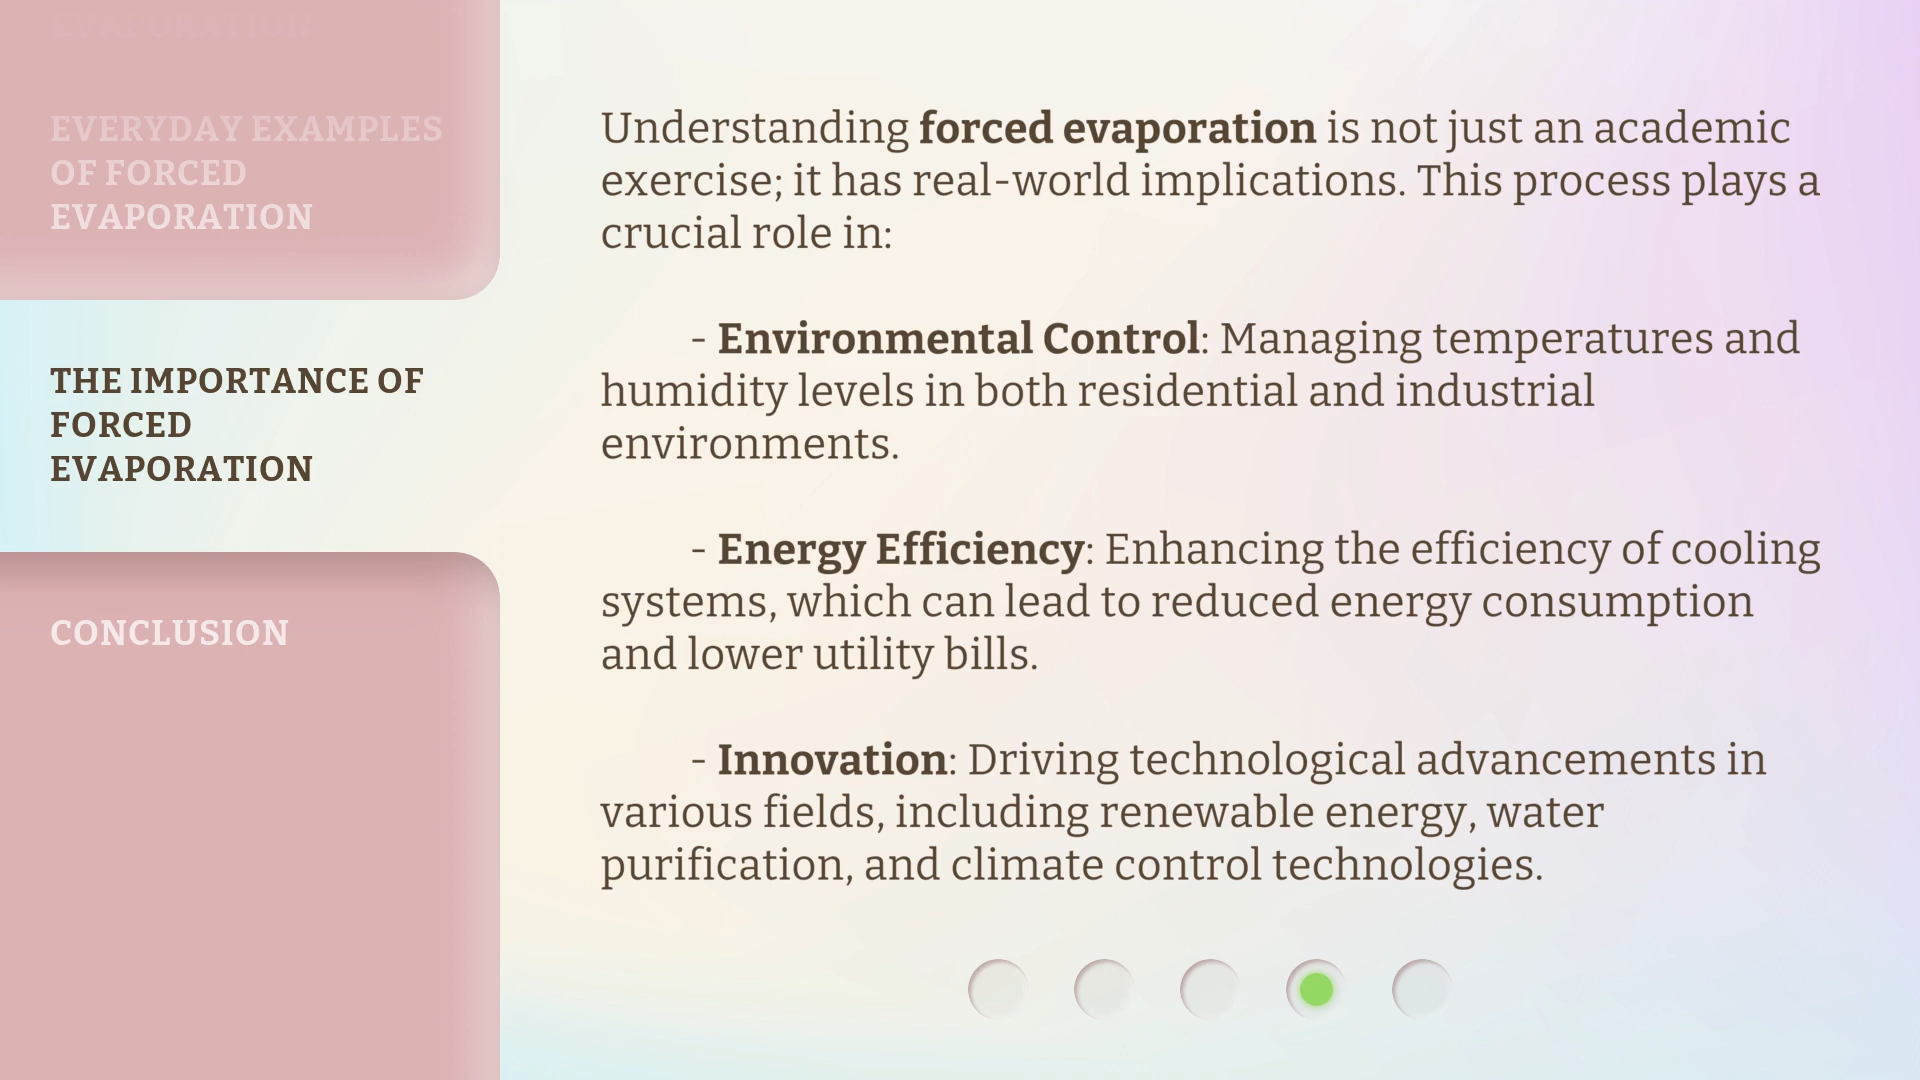 EVAPORATION
EVERYDAY EXAMPLES
OF FORCED
EVAPORATION
THE IMPORTANCE OF
FORCED
EVAPORATION
CONCLUSION
Understanding forced evaporation is not just an academic
exercise; it has real-world implications. This process plays a
crucial role in:
- Environmental Control: Managing temperatures and
humidity levels in both residential and industrial
environments.
- Energy Efficiency: Enhancing the efficiency of cooling
systems, which can lead to reduced energy consumption
and lower utility bills.
- Innovation: Driving technological advancements in
various fields, including renewable energy, water
purification, and climate control technologies.